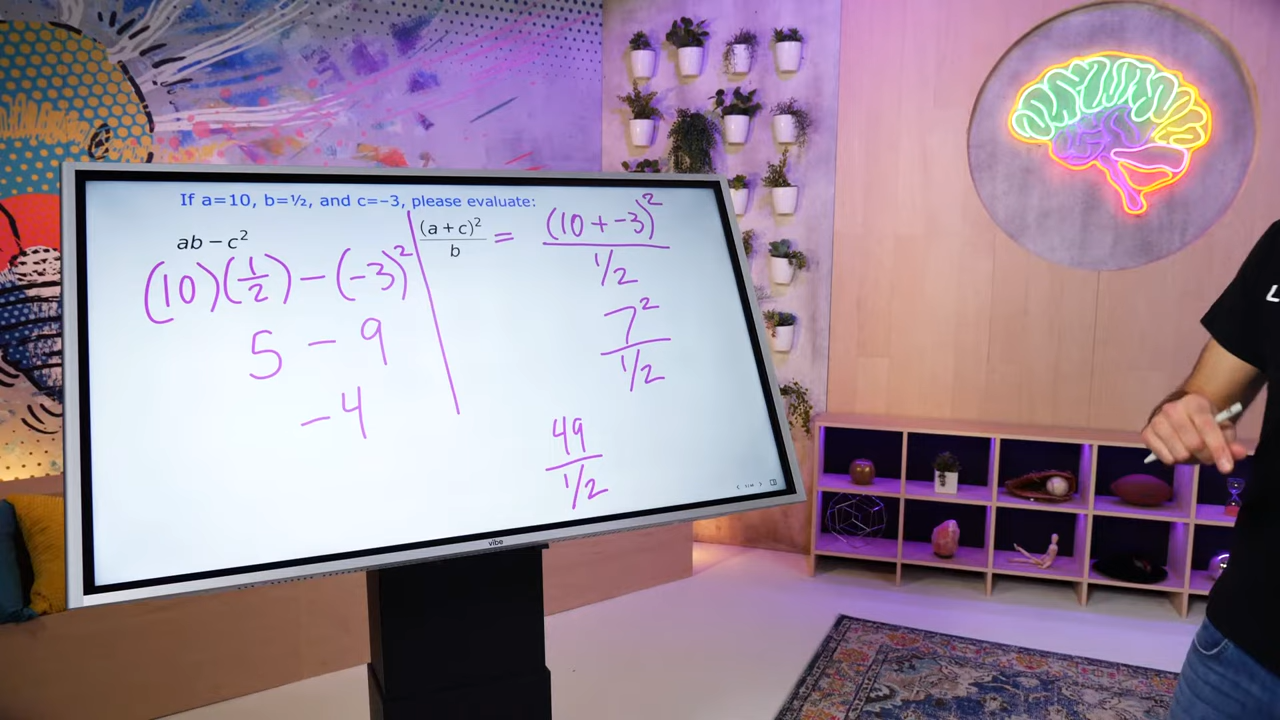 If a=10, b=½, and c=−3, please evaluate:
ab − c²
(10)(1/2) − (−3)²
5 − 9
−4
(a + c)²/b = (10 + −3)²/1/2
7²/1/2
49/1/2
vibe